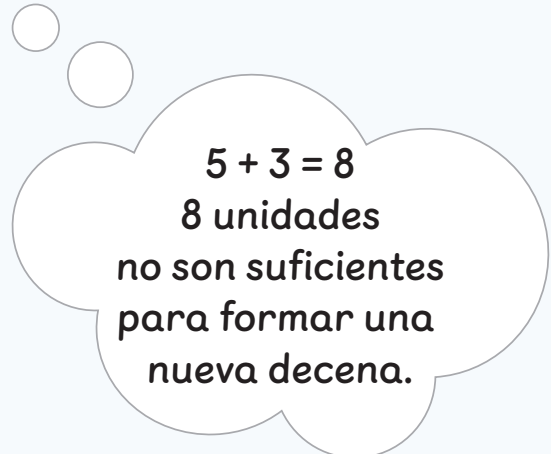 5 + 3 = 8
8 unidades
no son suficientes
para formar una
nueva decena.